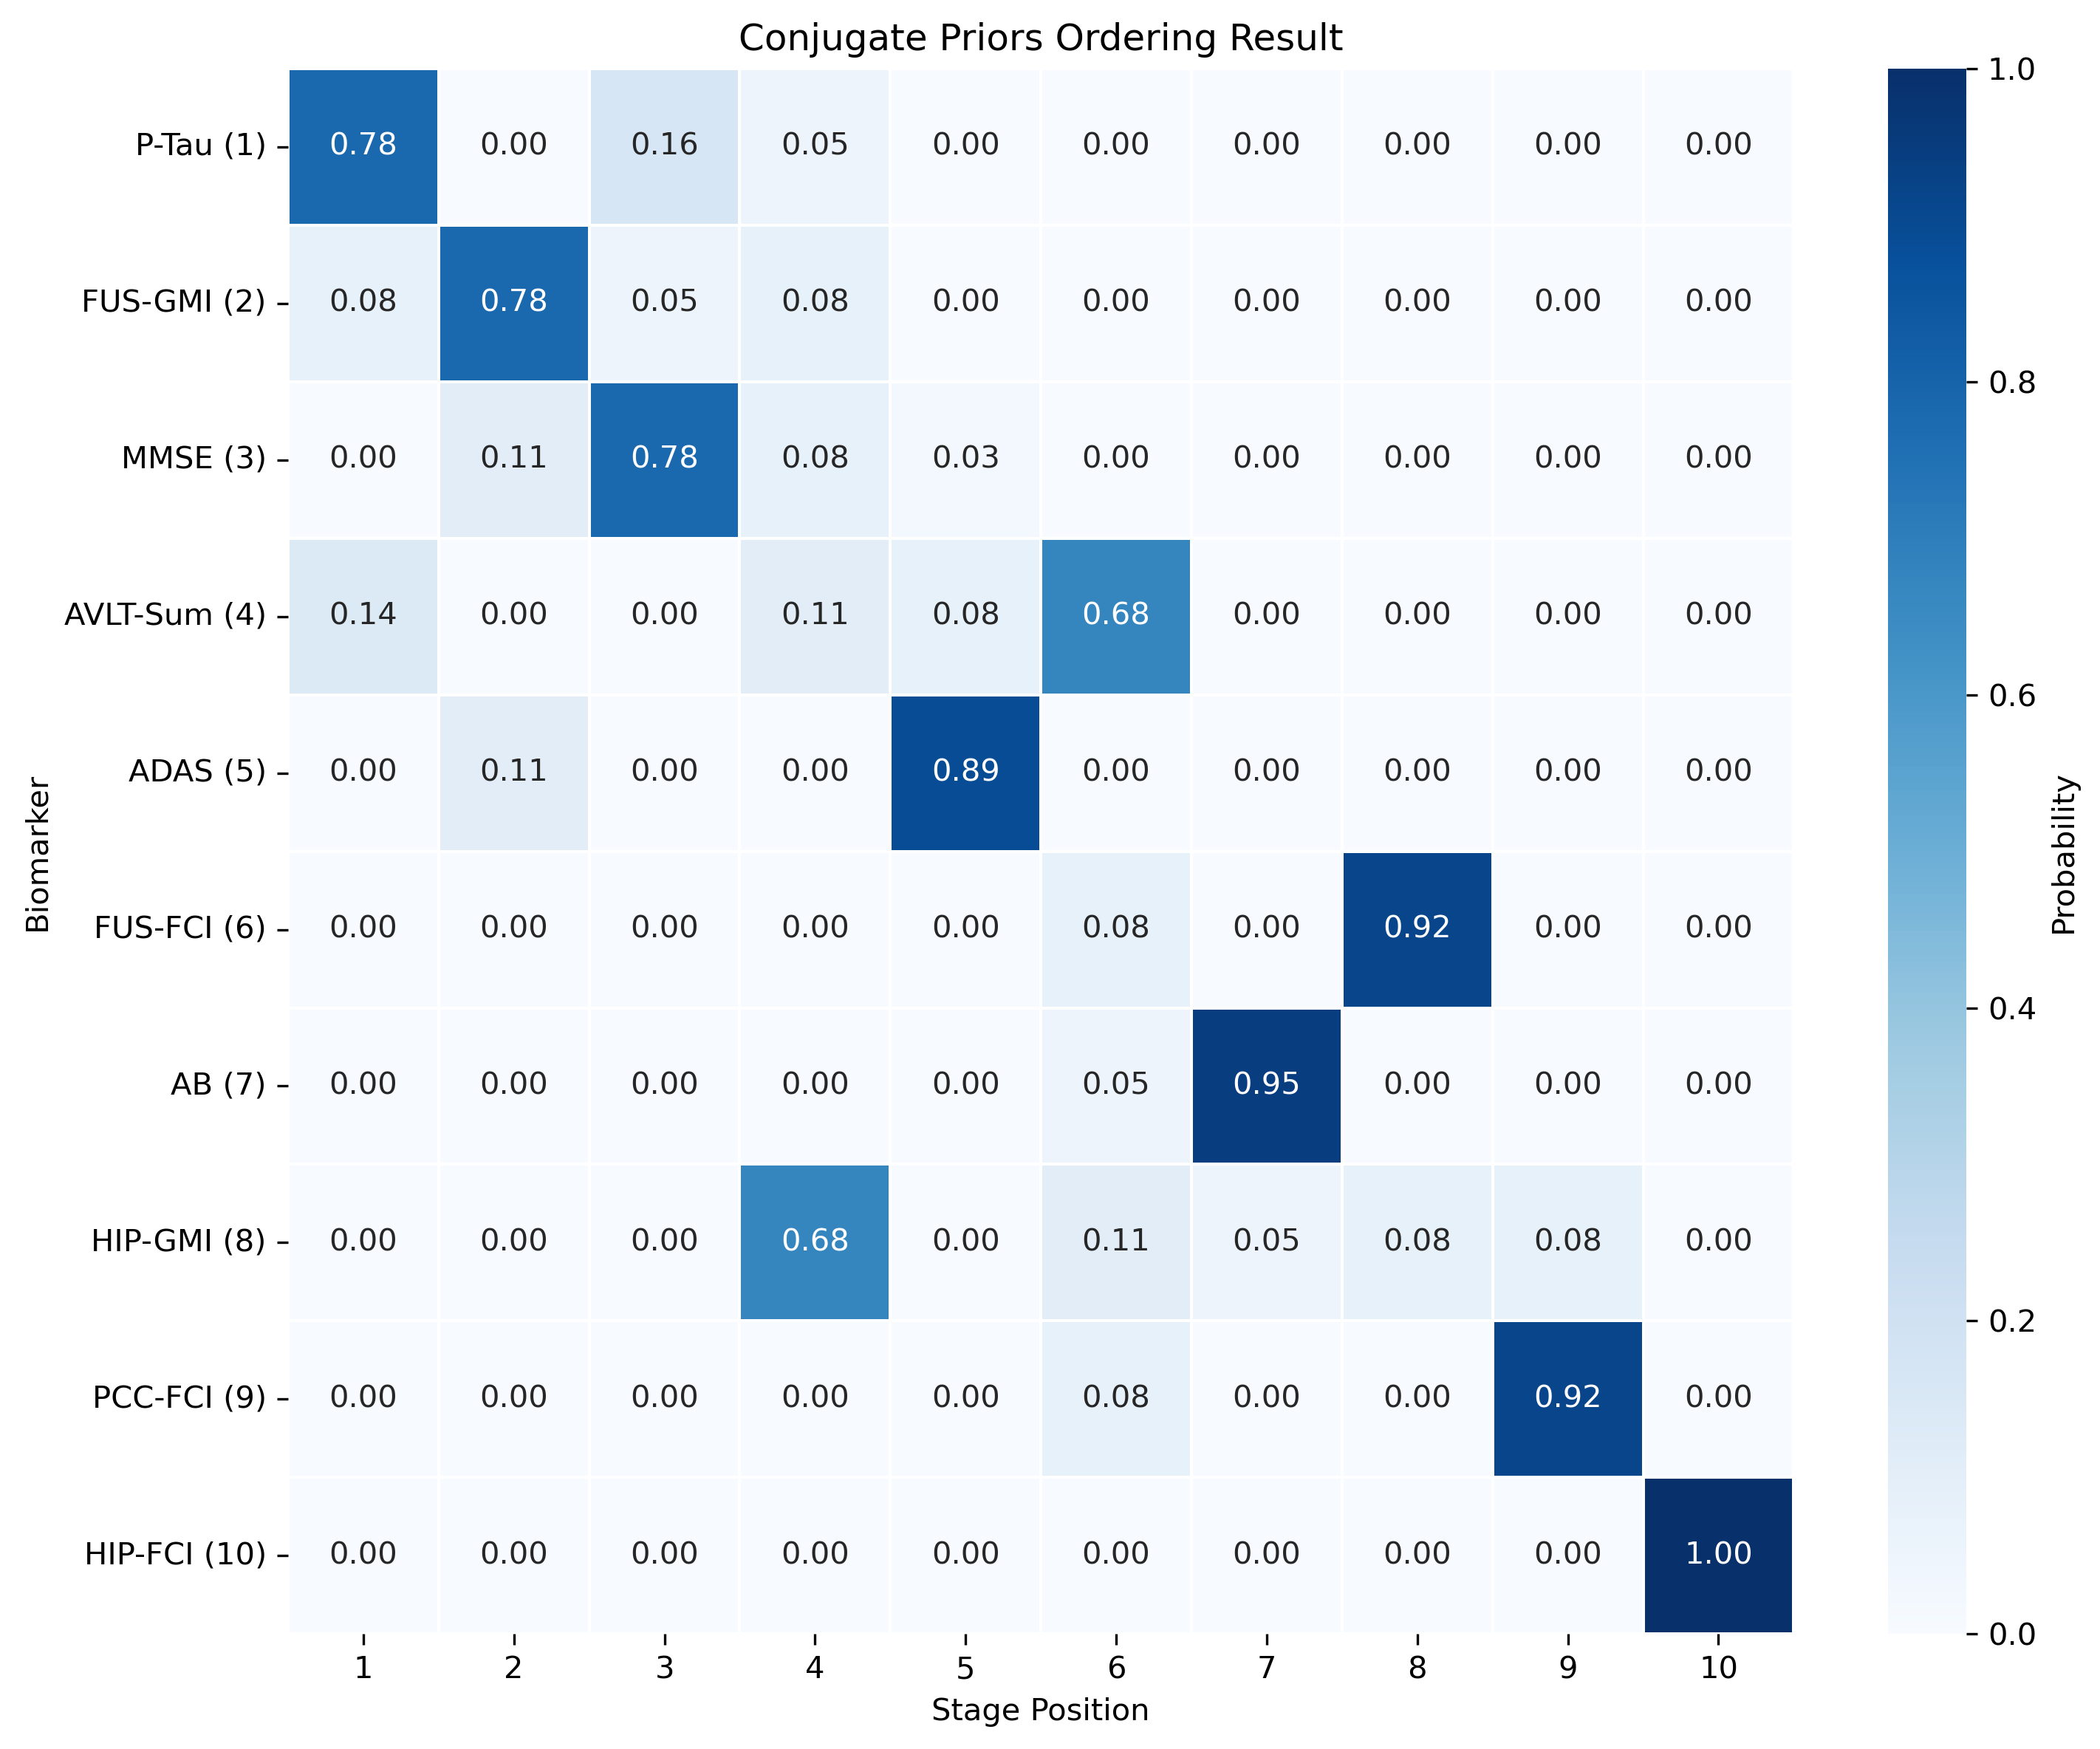 Conjugate Priors Ordering Result
P-Tau (1) 0.78 0.00 0.16 0.05 0.00 0.00 0.00 0.00 0.00 0.00
FUS-GMI (2) 0.08 0.78 0.05 0.08 0.00 0.00 0.00 0.00 0.00 0.00
MMSE (3) 0.00 0.11 0.78 0.08 0.03 0.00 0.00 0.00 0.00 0.00
AVLT-Sum (4) 0.14 0.00 0.00 0.11 0.08 0.68 0.00 0.00 0.00 0.00
ADAS (5) 0.00 0.11 0.00 0.00 0.89 0.00 0.00 0.00 0.00 0.00
FUS-FCI (6) 0.00 0.00 0.00 0.00 0.00 0.08 0.00 0.92 0.00 0.00
AB (7) 0.00 0.00 0.00 0.00 0.00 0.05 0.95 0.00 0.00 0.00
HIP-GMI (8) 0.00 0.00 0.00 0.68 0.00 0.11 0.05 0.08 0.08 0.00
PCC-FCI (9) 0.00 0.00 0.00 0.00 0.00 0.08 0.00 0.00 0.92 0.00
HIP-FCI (10) 0.00 0.00 0.00 0.00 0.00 0.00 0.00 0.00 0.00 1.00
1 2 3 4 5 6 7 8 9 10
Stage Position
Biomarker
1.0
0.8
0.6
0.4
0.2
0.0
Probability